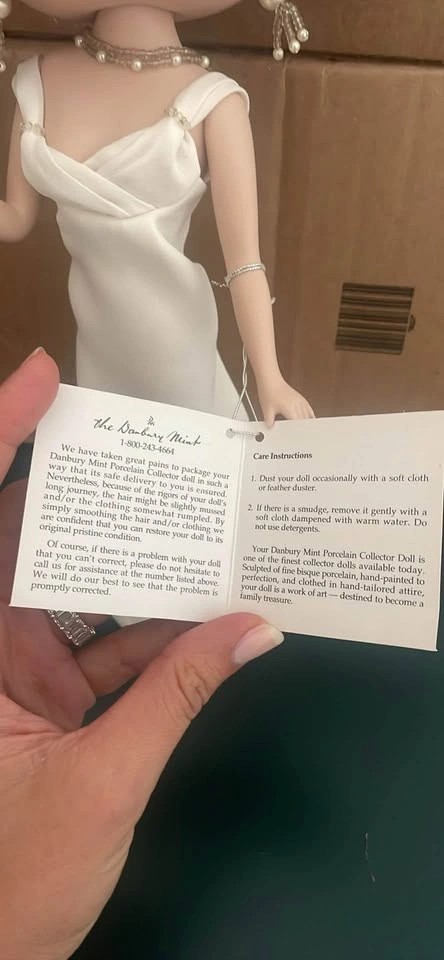 the Danbury Mint
1-800-243-4664
We have taken great pains to package your
Danbury Mint Porcelain Collector doll in such a
way that its safe delivery to you is ensured.
Nevertheless, because of the rigors of your doll's
long journey, the hair might be slightly mussed
and/or the clothing somewhat rumpled. By
simply smoothing the hair and/or clothing we
are confident that you can restore your doll to its
original pristine condition.
Of course, if there is a problem with your doll
that you can't correct, please do not hesitate to
call us for assistance at the number listed above.
We will do our best to see that the problem is
promptly corrected.
Care Instructions
1. Dust your doll occasionally with a soft cloth
or feather duster.
2. If there is a smudge, remove it gently with a
soft cloth dampened with warm water. Do
not use detergents.
Your Danbury Mint Porcelain Collector Doll is
one of the finest collector dolls available today.
Sculpted of fine bisque porcelain, hand-painted to
perfection, and clothed in hand-tailored attire,
your doll is a work of art — destined to become a
family treasure.